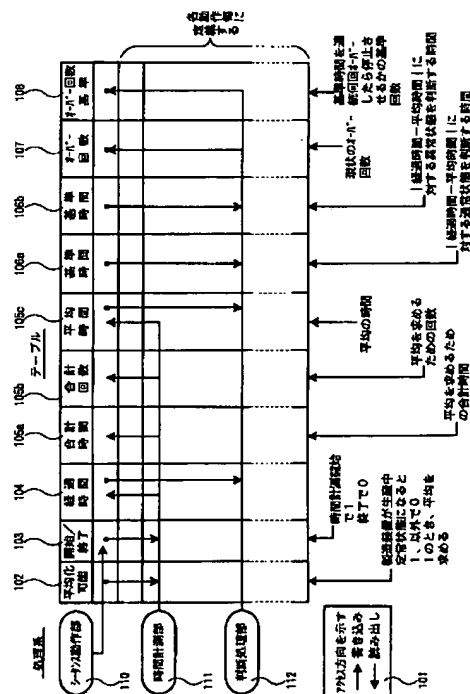 処理系
テーブル
102
103
104
105a
105b
105c
106a
106b
107
108
平均化可能
開始/終了
経過時間
合計時間
合計回数
平均時間
基準時間
基準時間
オーバー回数
オーバー回数基準
シーケンス動作部
110
時間計測部
111
判断処理部
112
各動作毎に
定義する
製造装置が生産中
定常状態になると
1、以外で0
1のとき、平均を
求める
時間計測開始
で1
終了で0
平均を求めるため
の合計時間
平均を求める
ための回数
平均の時間
|経過時間−平均時間|に
対する通常状態を判断する時間
|経過時間−平均時間|に
対する異常状態を判断する時間
現状のオーバー
回数
基準時間を連
続何回オーバー
したら停止さ
せるかの基準
回数
アクセス方向を示す
書き込み
読み出し
101